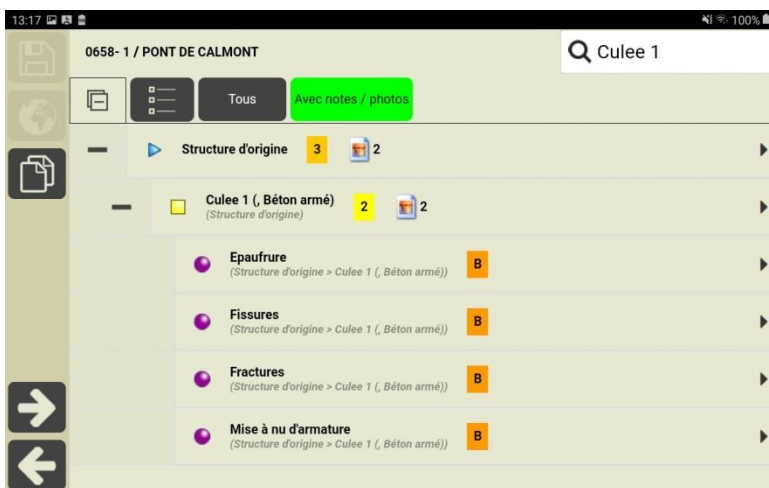 13:17 100%
0658- 1 / PONT DE CALMONT
Culee 1
Tous
Avec notes / photos
Structure d'origine 3 2
Culee 1 (, Béton armé) 2 2
(Structure d'origine)
Epaufrure B
(Structure d'origine > Culee 1 (, Béton armé))
Fissures B
(Structure d'origine > Culee 1 (, Béton armé))
Fractures B
(Structure d'origine > Culee 1 (, Béton armé))
Mise à nu d'armature B
(Structure d'origine > Culee 1 (, Béton armé))